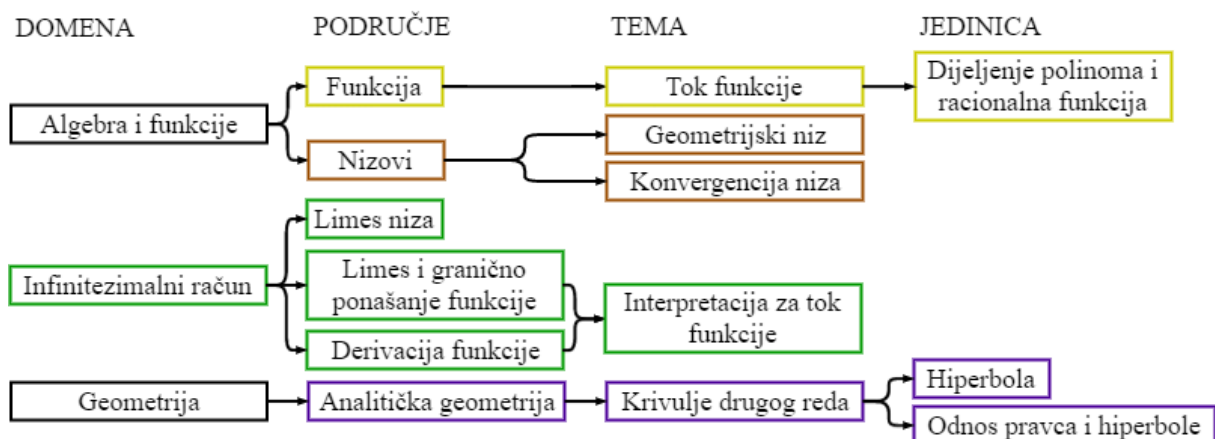 DOMENA PODRUČJE TEMA JEDINICA
Algebra i funkcije
Funkcija
Tok funkcije
Dijeljenje polinoma i
racionalna funkcija
Nizovi
Geometrijski niz
Konvergencija niza
Infinitezimalni račun
Limes niza
Limes i granično
ponašanje funkcije
Derivacija funkcije
Interpretacija za tok
funkcije
Geometrija
Analitička geometrija
Krivulje drugog reda
Hiperbola
Odnos pravca i hiperbole